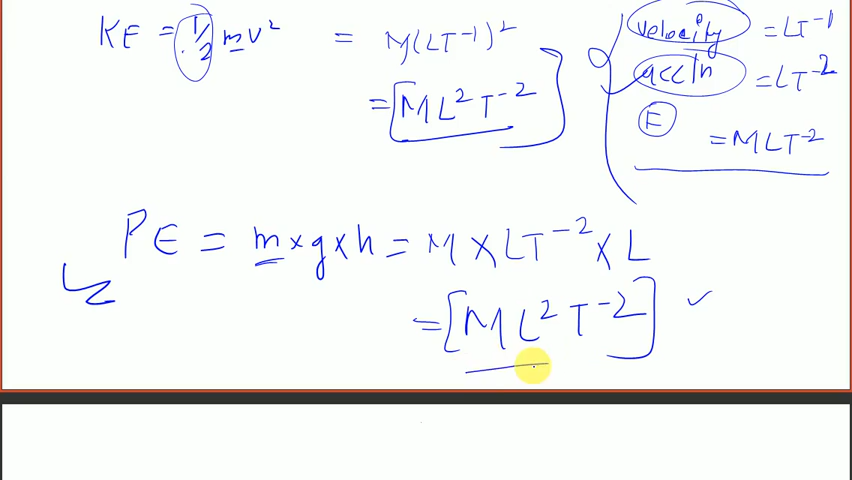 KE = 1/2 mv² = M(LT⁻¹)²
= [ML²T⁻²]
velocity = LT⁻¹
accln = LT⁻²
F = MLT⁻²
PE = m×g×h = M×LT⁻²×L
= [ML²T⁻²]